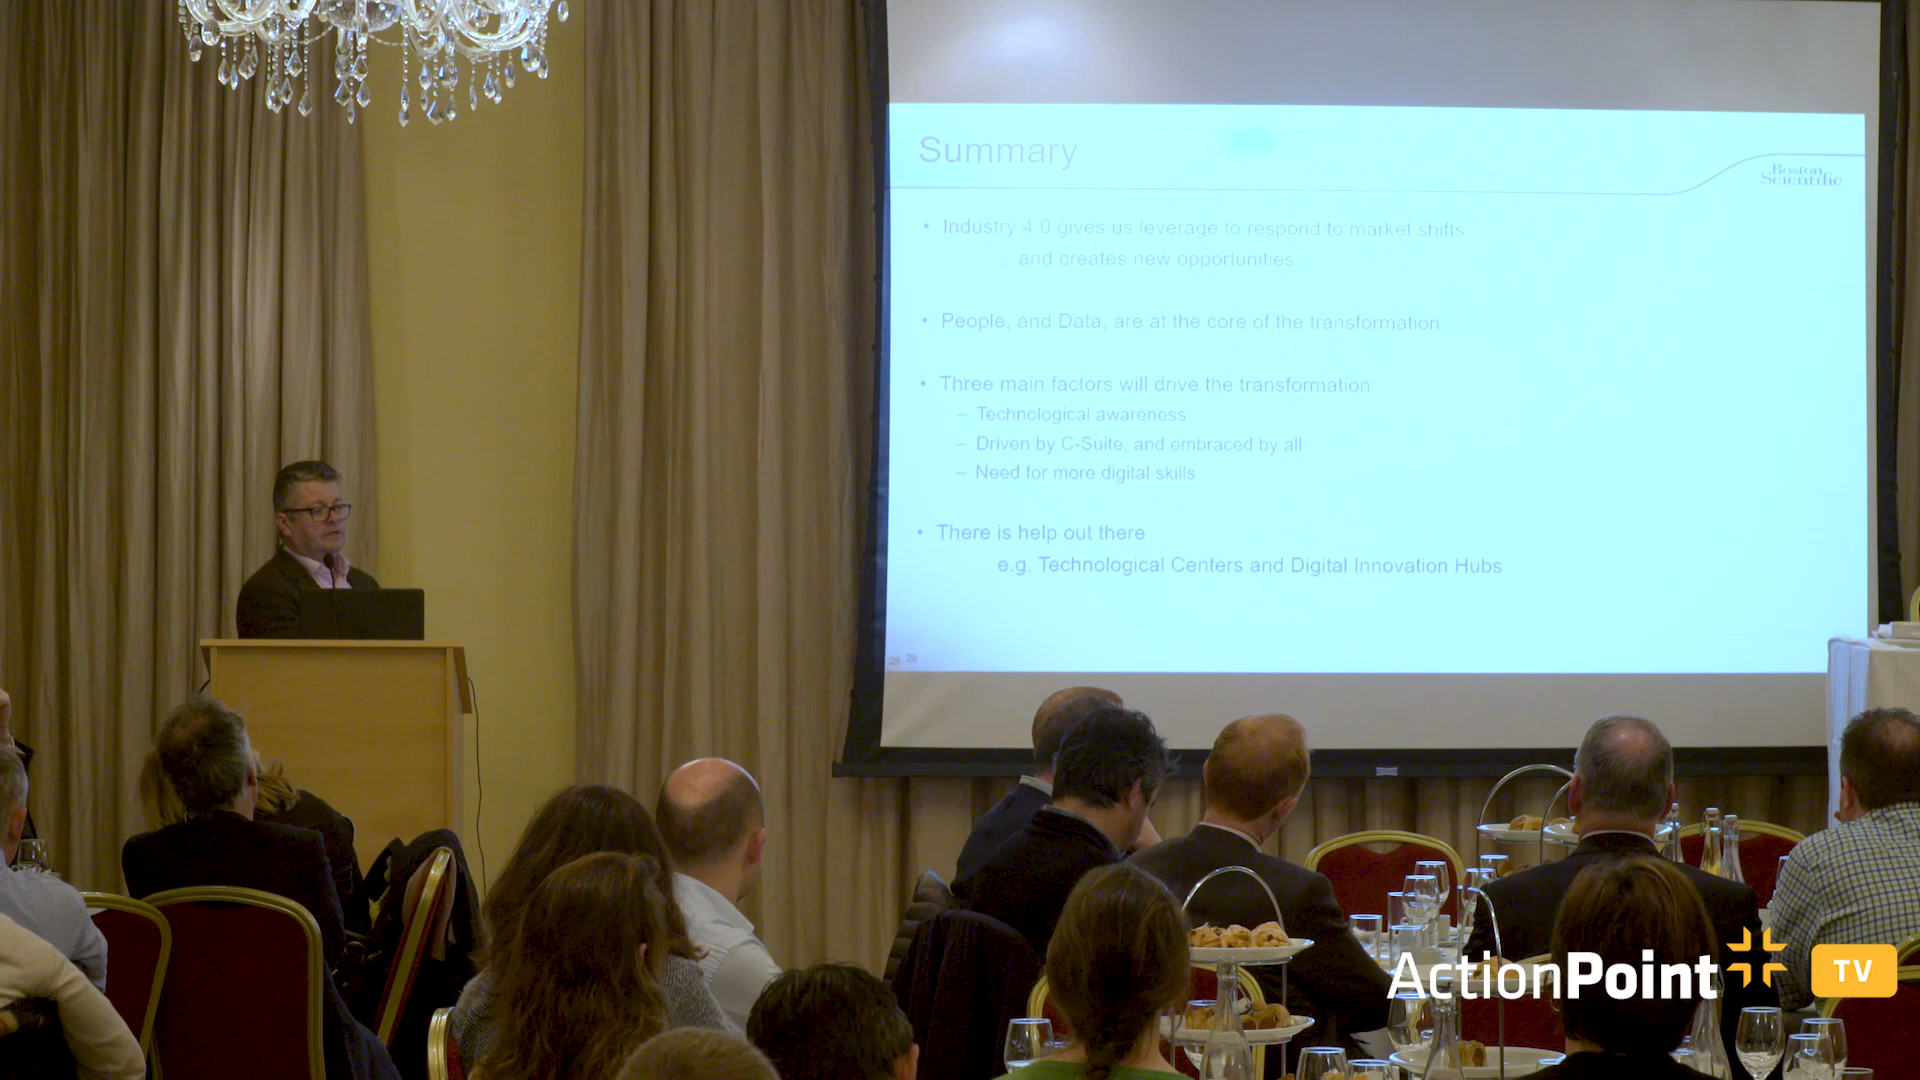 Summary
Boston
Scientific
• Industry 4.0 gives us leverage to respond to market shifts
... and creates new opportunities
• People, and Data, are at the core of the transformation
• Three main factors will drive the transformation
– Technological awareness
– Driven by C-Suite, and embraced by all
– Need for more digital skills
• There is help out there
e.g. Technological Centers and Digital Innovation Hubs
ActionPoint TV